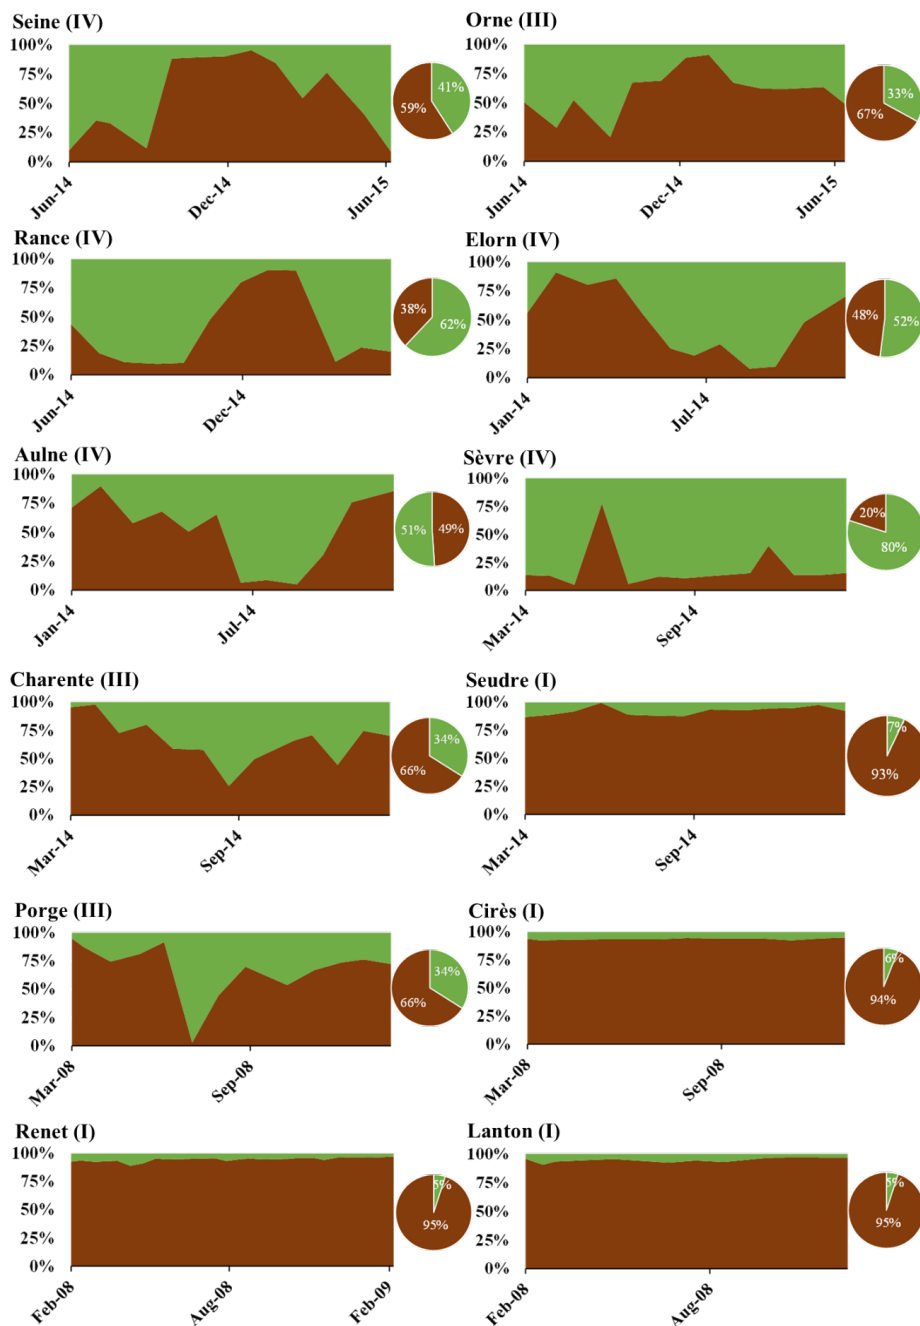 Seine (IV)
100%
75%
50%
25%
0%
Jun-14
Dec-14
Jun-15
41%
59%
Orne (III)
100%
75%
50%
25%
0%
Jun-14
Dec-14
Jun-15
33%
67%
Rance (IV)
100%
75%
50%
25%
0%
Jun-14
Dec-14
38%
62%
Elorn (IV)
100%
75%
50%
25%
0%
Jan-14
Jul-14
48%
52%
Aulne (IV)
100%
75%
50%
25%
0%
Jan-14
Jul-14
51%
49%
Sèvre (IV)
100%
75%
50%
25%
0%
Mar-14
Sep-14
20%
80%
Charente (III)
100%
75%
50%
25%
0%
Mar-14
Sep-14
34%
66%
Seudre (I)
100%
75%
50%
25%
0%
Mar-14
Sep-14
7%
93%
Porge (III)
100%
75%
50%
25%
0%
Mar-08
Sep-08
34%
66%
Cirès (I)
100%
75%
50%
25%
0%
Mar-08
Sep-08
6%
94%
Renet (I)
100%
75%
50%
25%
0%
Feb-08
Aug-08
Feb-09
5%
95%
Lanton (I)
100%
75%
50%
25%
0%
Feb-08
Aug-08
5%
95%